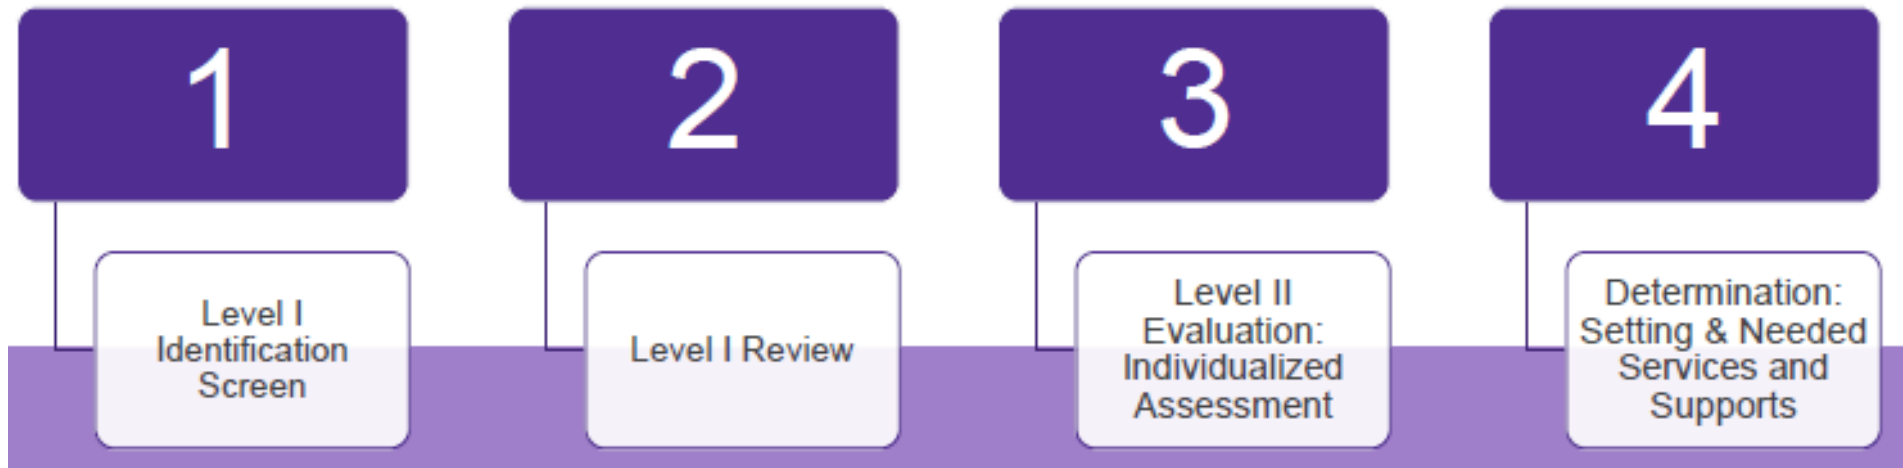 1
Level I
Identification
Screen
2
Level I Review
3
Level II
Evaluation:
Individualized
Assessment
4
Determination:
Setting & Needed
Services and
Supports